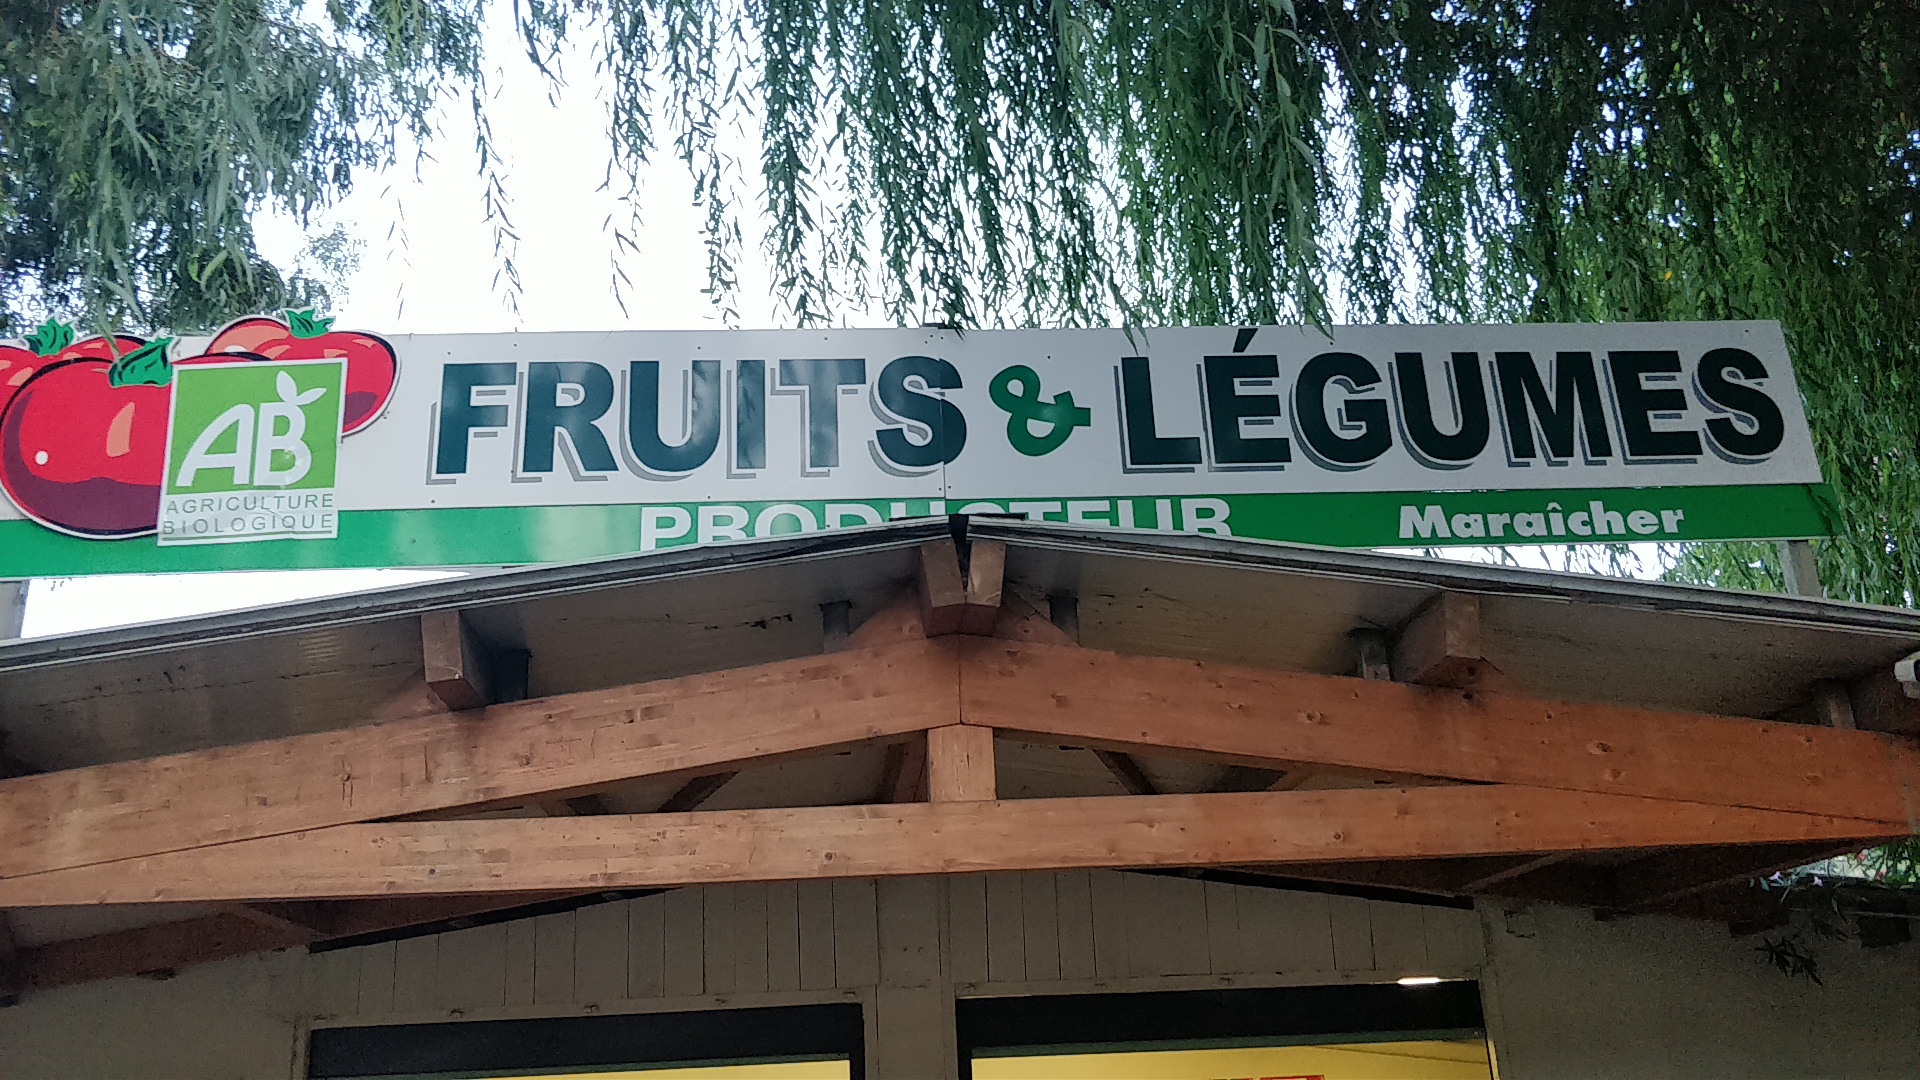 FRUITS & LÉGUMES
AB
AGRICULTURE
BIOLOGIQUE
PRODUCTEUR Maraîcher